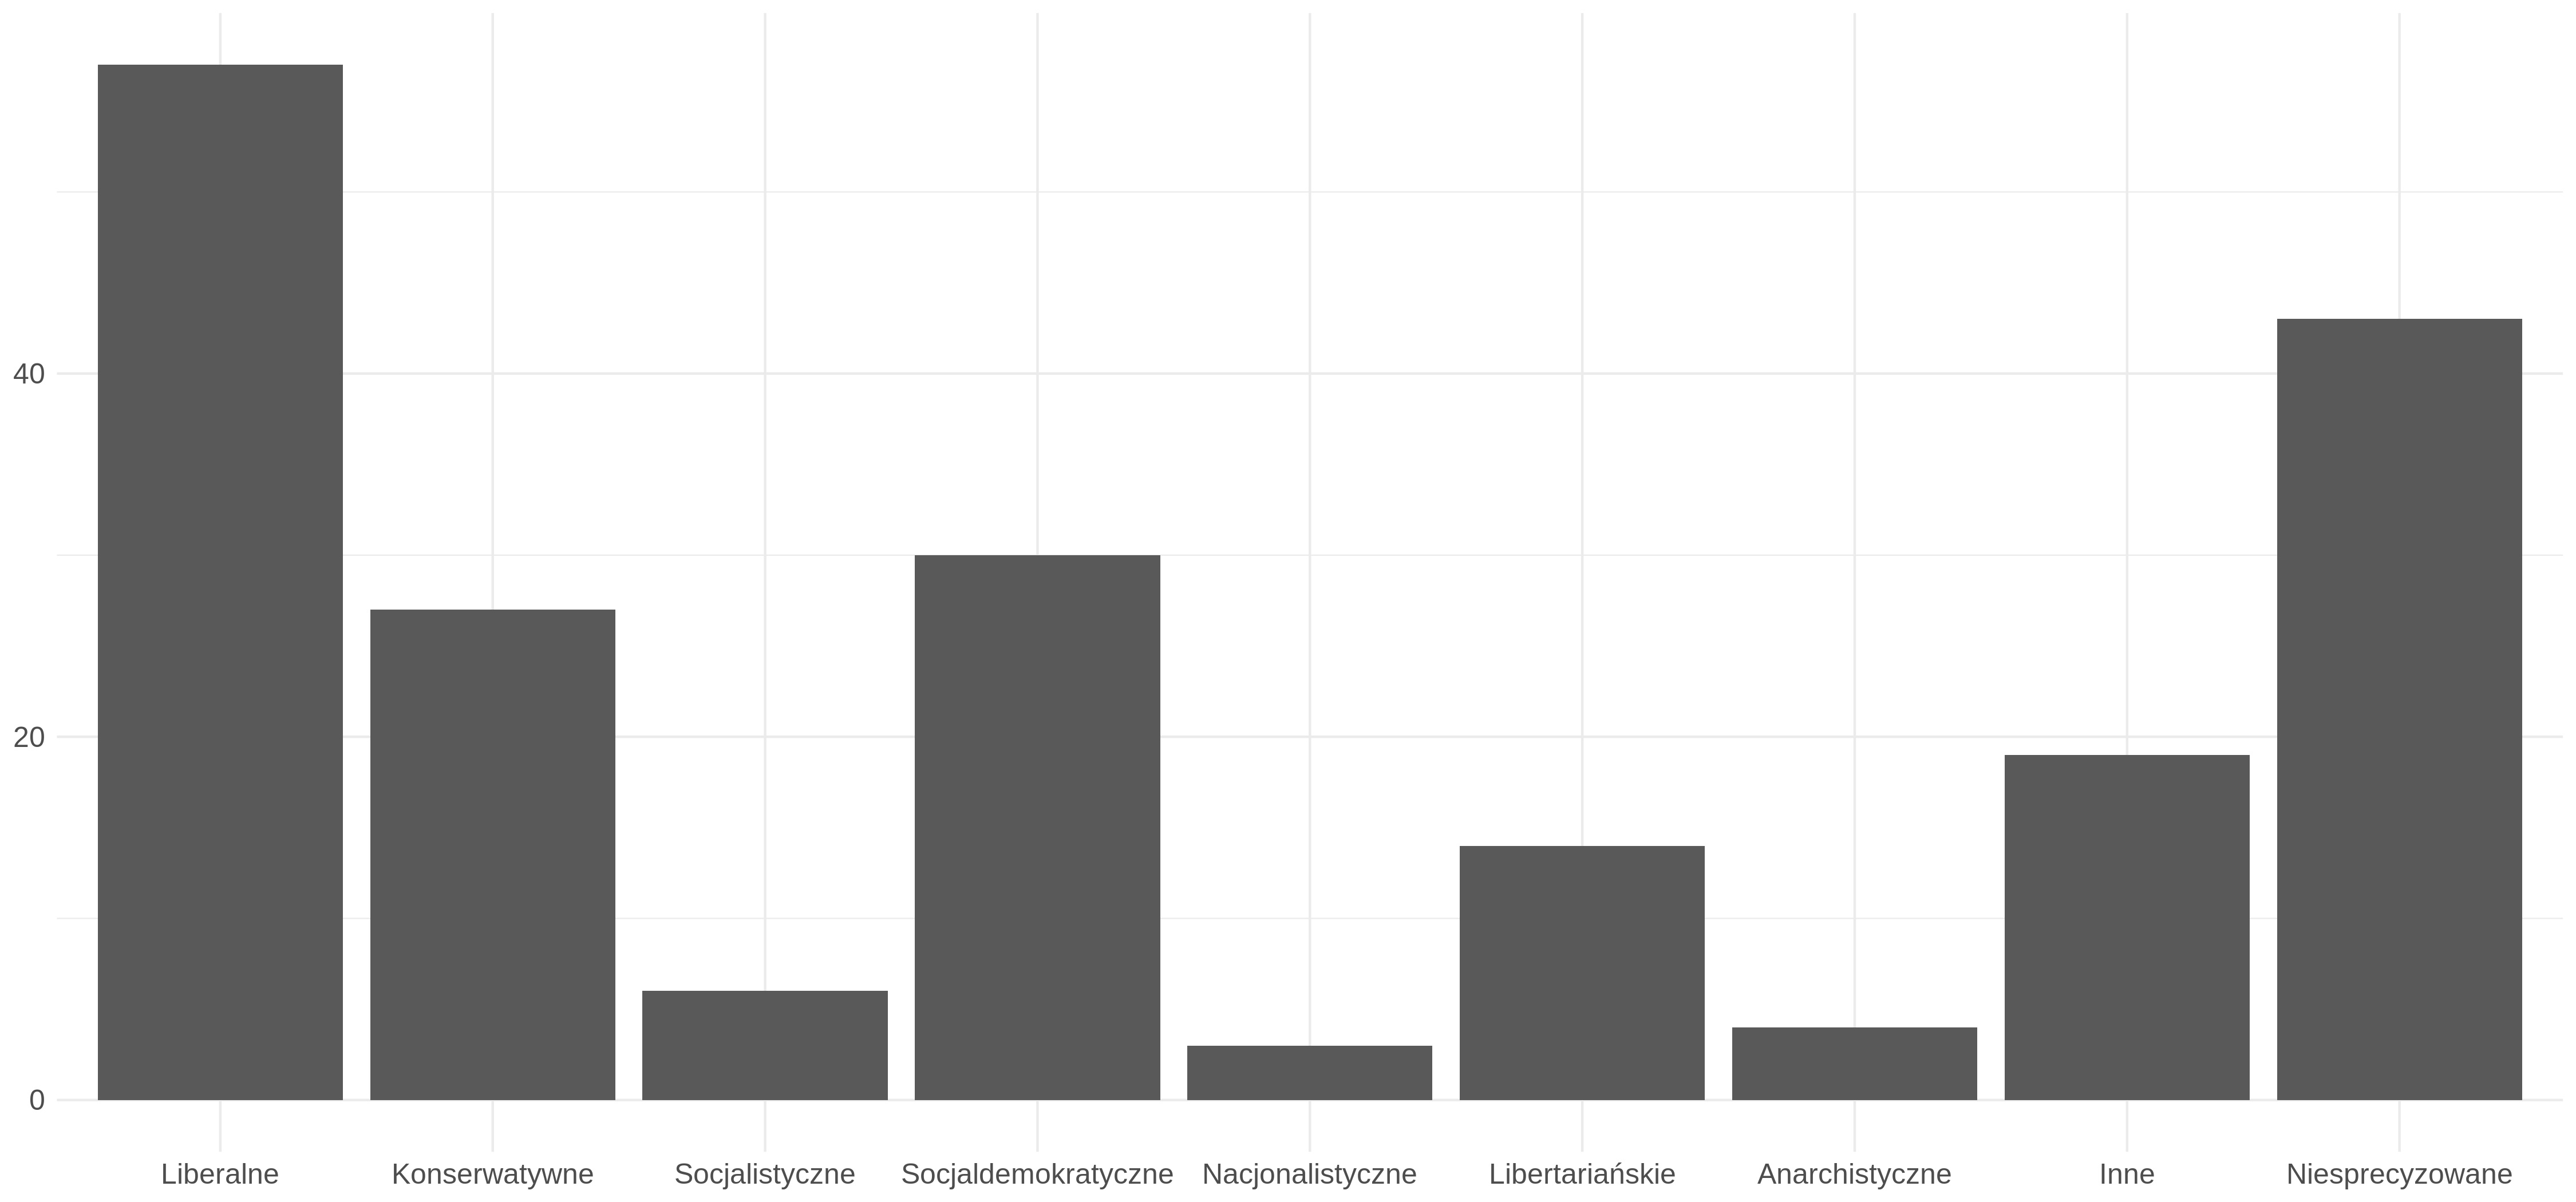 40
20
0
Liberalne Konserwatywne Socjalistyczne Socjaldemokratyczne Nacjonalistyczne Libertariańskie Anarchistyczne Inne Niesprecyzowane